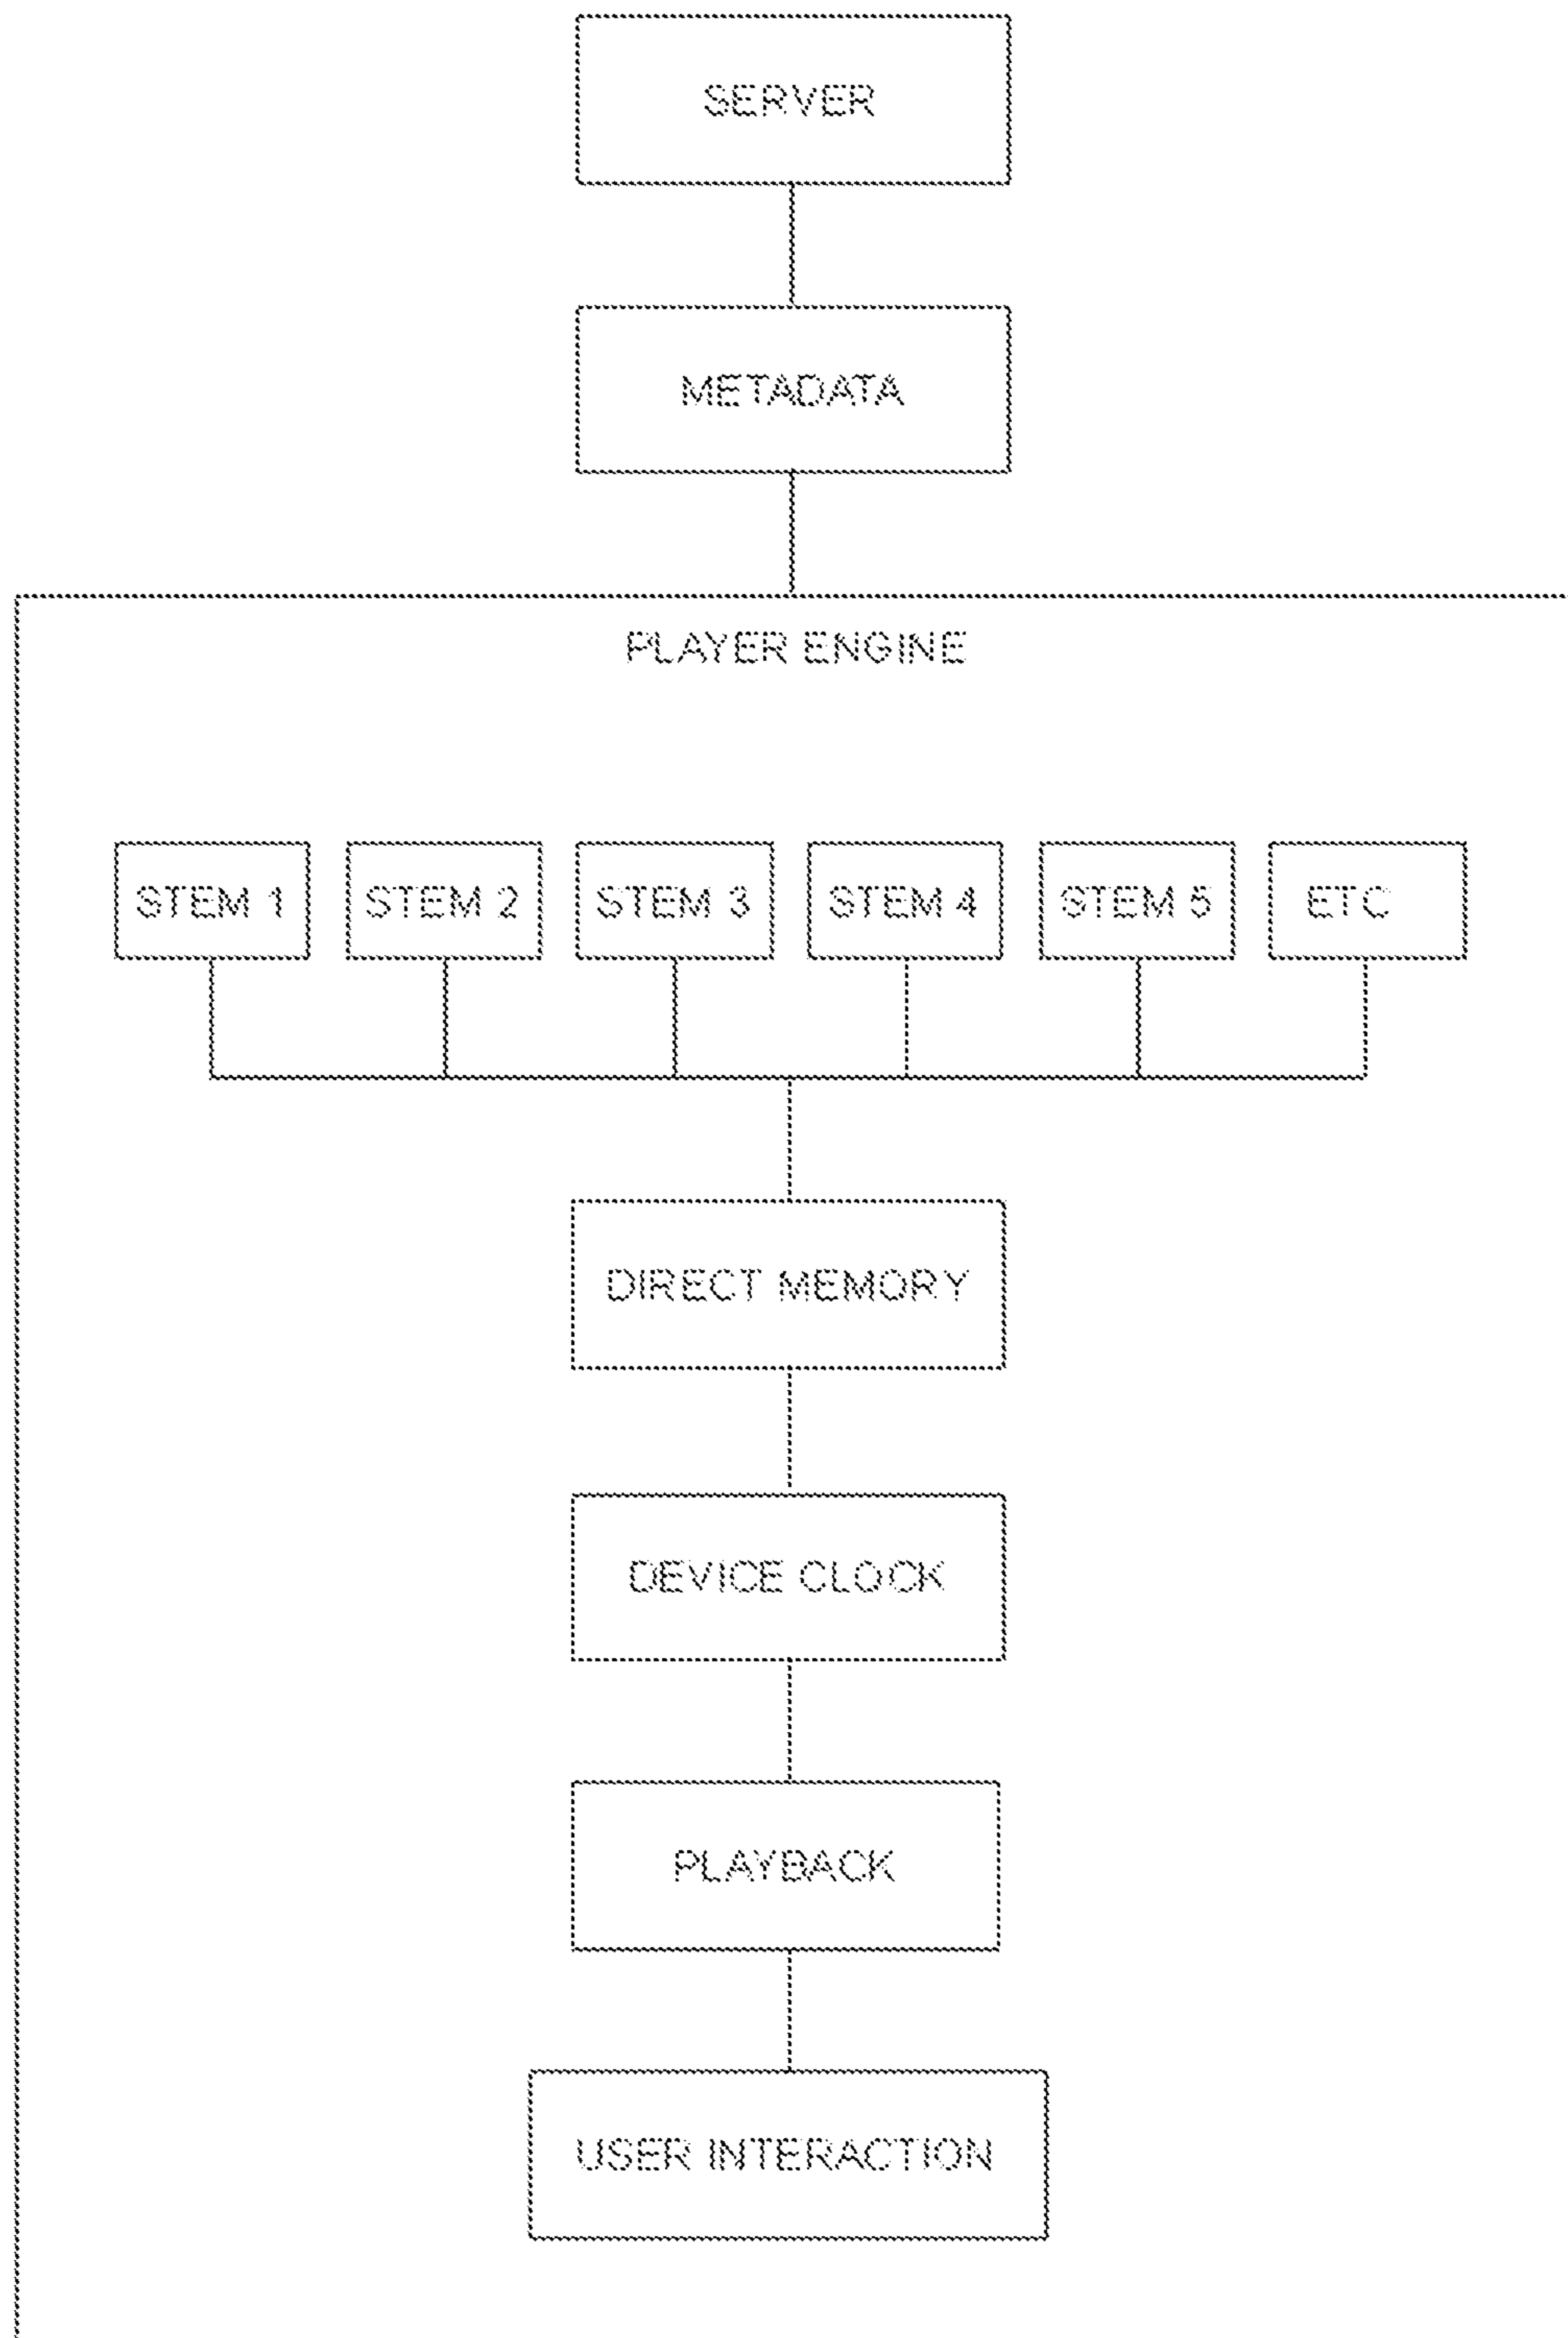 SERVER
METADATA
PLAYER ENGINE
STEM 1
STEM 2
STEM 3
STEM 4
STEM 5
ETC
DIRECT MEMORY
DEVICE CLOCK
PLAYBACK
USER INTERACTION